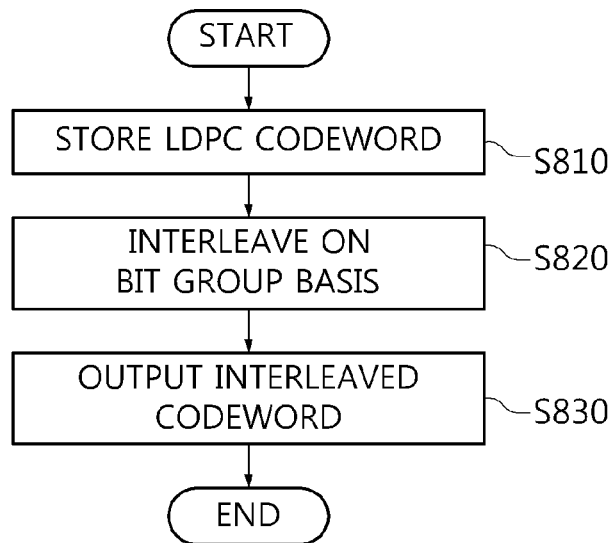 START
STORE LDPC CODEWORD
S810
INTERLEAVE ON
BIT GROUP BASIS
S820
OUTPUT INTERLEAVED
CODEWORD
S830
END